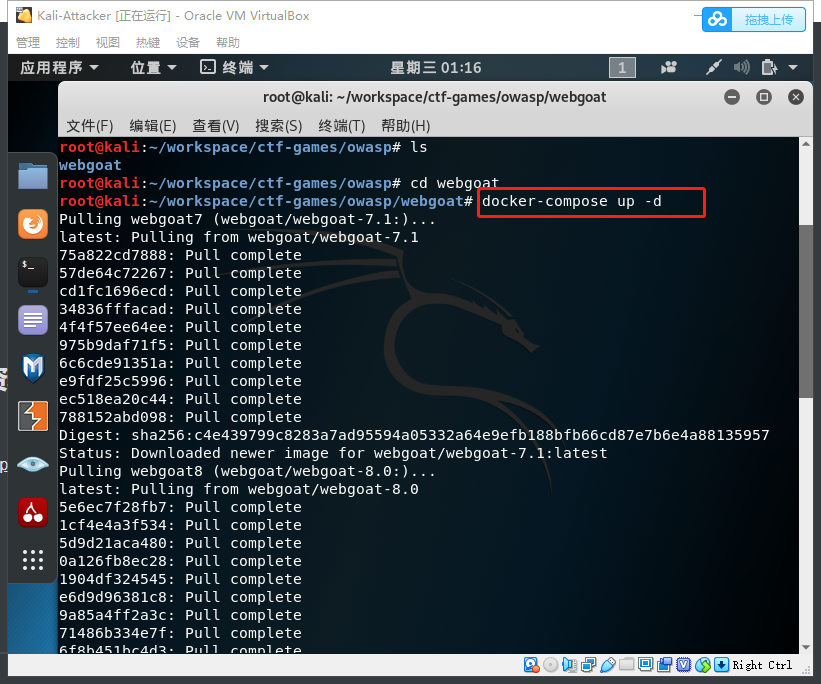 Kali-Attacker [正在运行] - Oracle VM VirtualBox
拖拽上传
管理 控制 视图 热键 设备 帮助
应用程序 位置 终端 星期三 01:16 1
root@kali: ~/workspace/ctf-games/owasp/webgoat
文件(F) 编辑(E) 查看(V) 搜索(S) 终端(T) 帮助(H)
root@kali:~/workspace/ctf-games/owasp# ls
webgoat
root@kali:~/workspace/ctf-games/owasp# cd webgoat
root@kali:~/workspace/ctf-games/owasp/webgoat# docker-compose up -d
Pulling webgoat7 (webgoat/webgoat-7.1:)...
latest: Pulling from webgoat/webgoat-7.1
75a822cd7888: Pull complete
57de64c72267: Pull complete
cd1fc1696ecd: Pull complete
34836fffacad: Pull complete
4f4f57ee64ee: Pull complete
975b9daf71f5: Pull complete
6c6cde91351a: Pull complete
e9fdf25c5996: Pull complete
ec518ea20c44: Pull complete
788152abd098: Pull complete
Digest: sha256:c4e439799c8283a7ad95594a05332a64e9efb188bfb66cd87e7b6e4a88135957
Status: Downloaded newer image for webgoat/webgoat-7.1:latest
Pulling webgoat8 (webgoat/webgoat-8.0:)...
latest: Pulling from webgoat/webgoat-8.0
5e6ec7f28fb7: Pull complete
1cf4e4a3f534: Pull complete
5d9d21aca480: Pull complete
0a126fb8ec28: Pull complete
1904df324545: Pull complete
e6d9d96381c8: Pull complete
9a85a4ff2a3c: Pull complete
71486b334e7f: Pull complete
6f8b451bc4d3: Pull complete
Right Ctrl